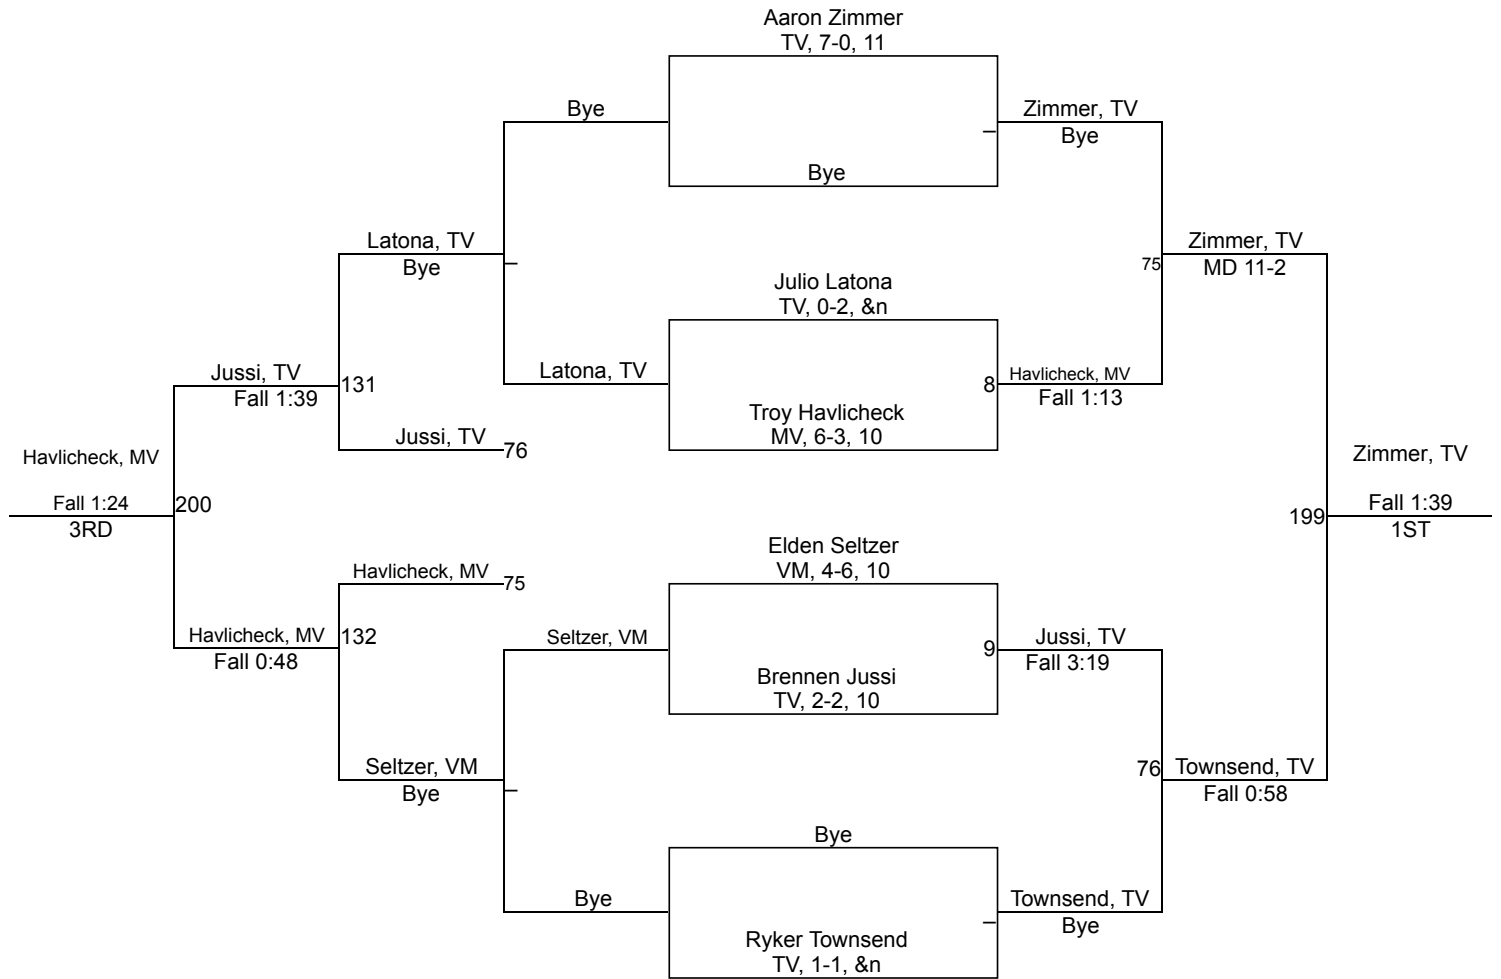 Aaron Zimmer
TV, 7-0, 11
Bye
Zimmer, TV
Bye
Bye
Latona, TV
Bye
Zimmer, TV
MD 11-2
75
Julio Latona
TV, 0-2, &n
Latona, TV
8
Havlicheck, MV
Fall 1:13
Jussi, TV
Fall 1:39
131
Troy Havlicheck
MV, 6-3, 10
Jussi, TV
76
Havlicheck, MV
Fall 1:24
3RD
200
Zimmer, TV
Fall 1:39
1ST
199
Elden Seltzer
VM, 4-6, 10
Havlicheck, MV
75
Havlicheck, MV
Fall 0:48
132
Seltzer, VM
9
Jussi, TV
Fall 3:19
Brennen Jussi
TV, 2-2, 10
Seltzer, VM
Bye
76
Townsend, TV
Fall 0:58
Bye
Bye
Townsend, TV
Bye
Ryker Townsend
TV, 1-1, &n